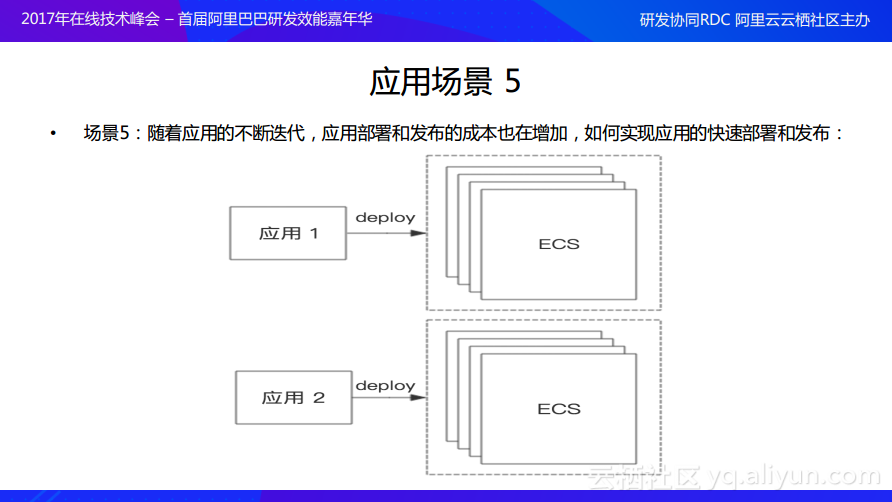 2017年在线技术峰会 – 首届阿里巴巴研发效能嘉年华
研发协同RDC 阿里云云栖社区主办
应用场景 5
• 场景5：随着应用的不断迭代，应用部署和发布的成本也在增加，如何实现应用的快速部署和发布：
应用 1
deploy
ECS
应用 2
deploy
ECS
云栖社区 yq.aliyun.com